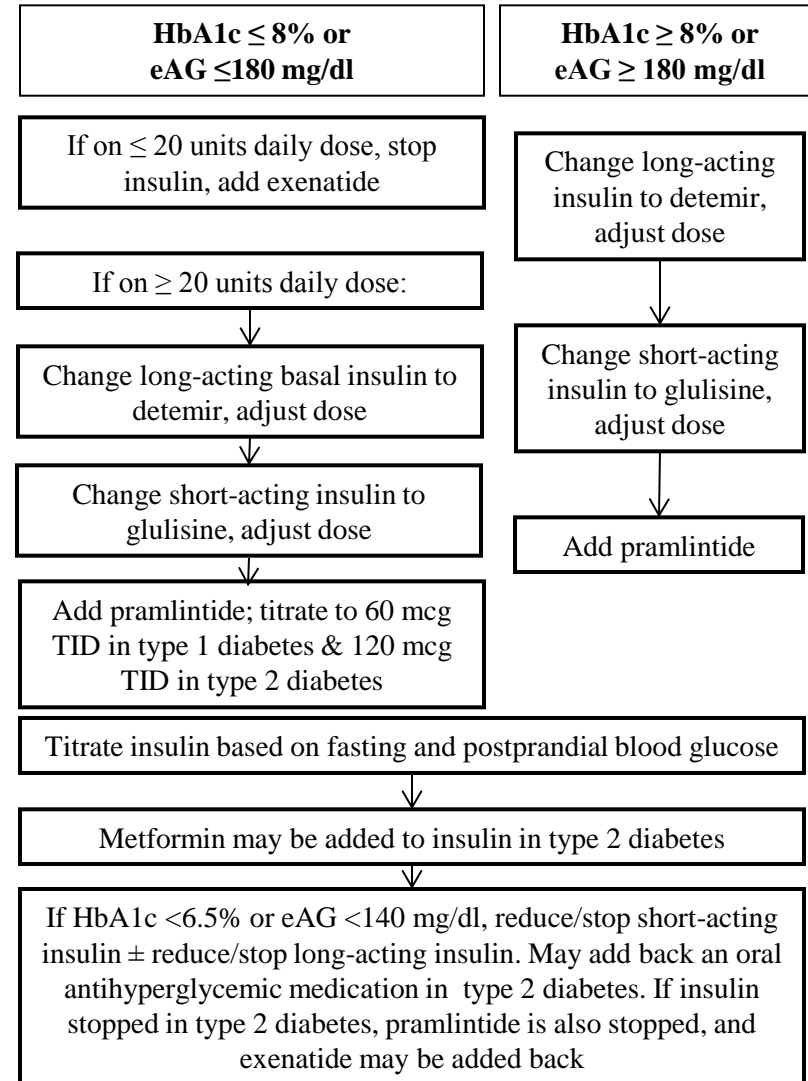 HbA1c ≤ 8% or
eAG ≤180 mg/dl
If on ≤ 20 units daily dose, stop
insulin, add exenatide
If on ≥ 20 units daily dose:
Change long-acting basal insulin to
detemir, adjust dose
Change short-acting insulin to
glulisine, adjust dose
Add pramlintide; titrate to 60 mcg
TID in type 1 diabetes & 120 mcg
TID in type 2 diabetes
HbA1c ≥ 8% or
eAG ≥ 180 mg/dl
Change long-acting
insulin to detemir,
adjust dose
Change short-acting
insulin to glulisine,
adjust dose
Add pramlintide
Titrate insulin based on fasting and postprandial blood glucose
Metformin may be added to insulin in type 2 diabetes
If HbA1c <6.5% or eAG <140 mg/dl, reduce/stop short-acting
insulin ± reduce/stop long-acting insulin. May add back an oral
antihyperglycemic medication in type 2 diabetes. If insulin
stopped in type 2 diabetes, pramlintide is also stopped, and
exenatide may be added back